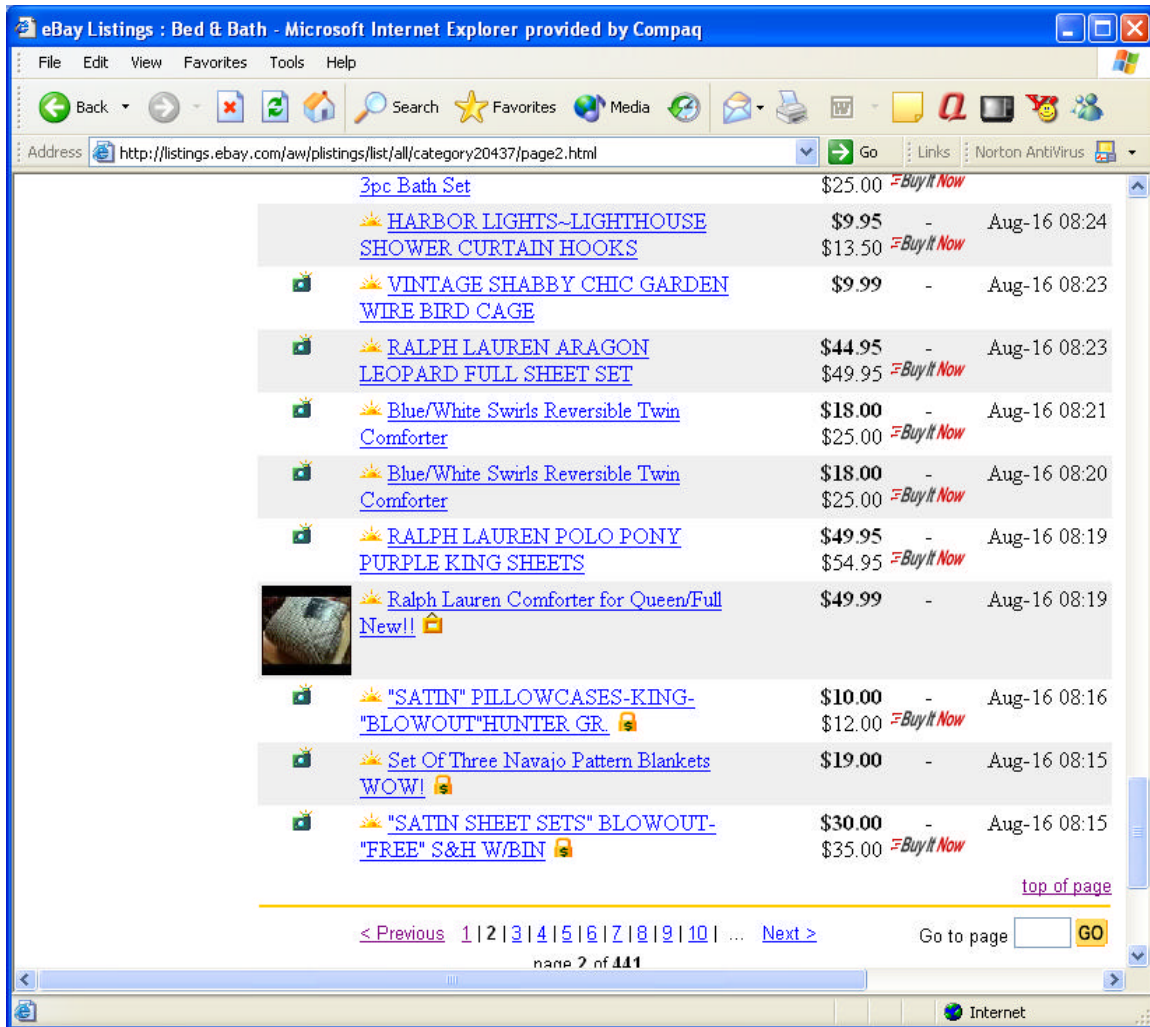 eBay Listings : Bed & Bath - Microsoft Internet Explorer provided by Compaq
File Edit View Favorites Tools Help
Back Search Favorites Media
Address http://listings.ebay.com/aw/plistings/list/all/category20437/page2.html Go Links Norton AntiVirus
3pc Bath Set $25.00 Buy It Now
HARBOR LIGHTS~LIGHTHOUSE $9.95 - Aug-16 08:24
SHOWER CURTAIN HOOKS $13.50 Buy It Now
VINTAGE SHABBY CHIC GARDEN $9.99 - Aug-16 08:23
WIRE BIRD CAGE
RALPH LAUREN ARAGON $44.95 - Aug-16 08:23
LEOPARD FULL SHEET SET $49.95 Buy It Now
Blue/White Swirls Reversible Twin $18.00 - Aug-16 08:21
Comforter $25.00 Buy It Now
Blue/White Swirls Reversible Twin $18.00 - Aug-16 08:20
Comforter $25.00 Buy It Now
RALPH LAUREN POLO PONY $49.95 - Aug-16 08:19
PURPLE KING SHEETS $54.95 Buy It Now
Ralph Lauren Comforter for Queen/Full $49.99 - Aug-16 08:19
New!!
"SATIN" PILLOWCASES-KING- $10.00 - Aug-16 08:16
"BLOWOUT"HUNTER GR. $12.00 Buy It Now
Set Of Three Navajo Pattern Blankets $19.00 - Aug-16 08:15
WOW!
"SATIN SHEET SETS" BLOWOUT- $30.00 - Aug-16 08:15
"FREE" S&H W/BIN $35.00 Buy It Now
top of page
< Previous 1 | 2 | 3 | 4 | 5 | 6 | 7 | 8 | 9 | 10 | ... Next > Go to page GO
page 2 of 441
Internet